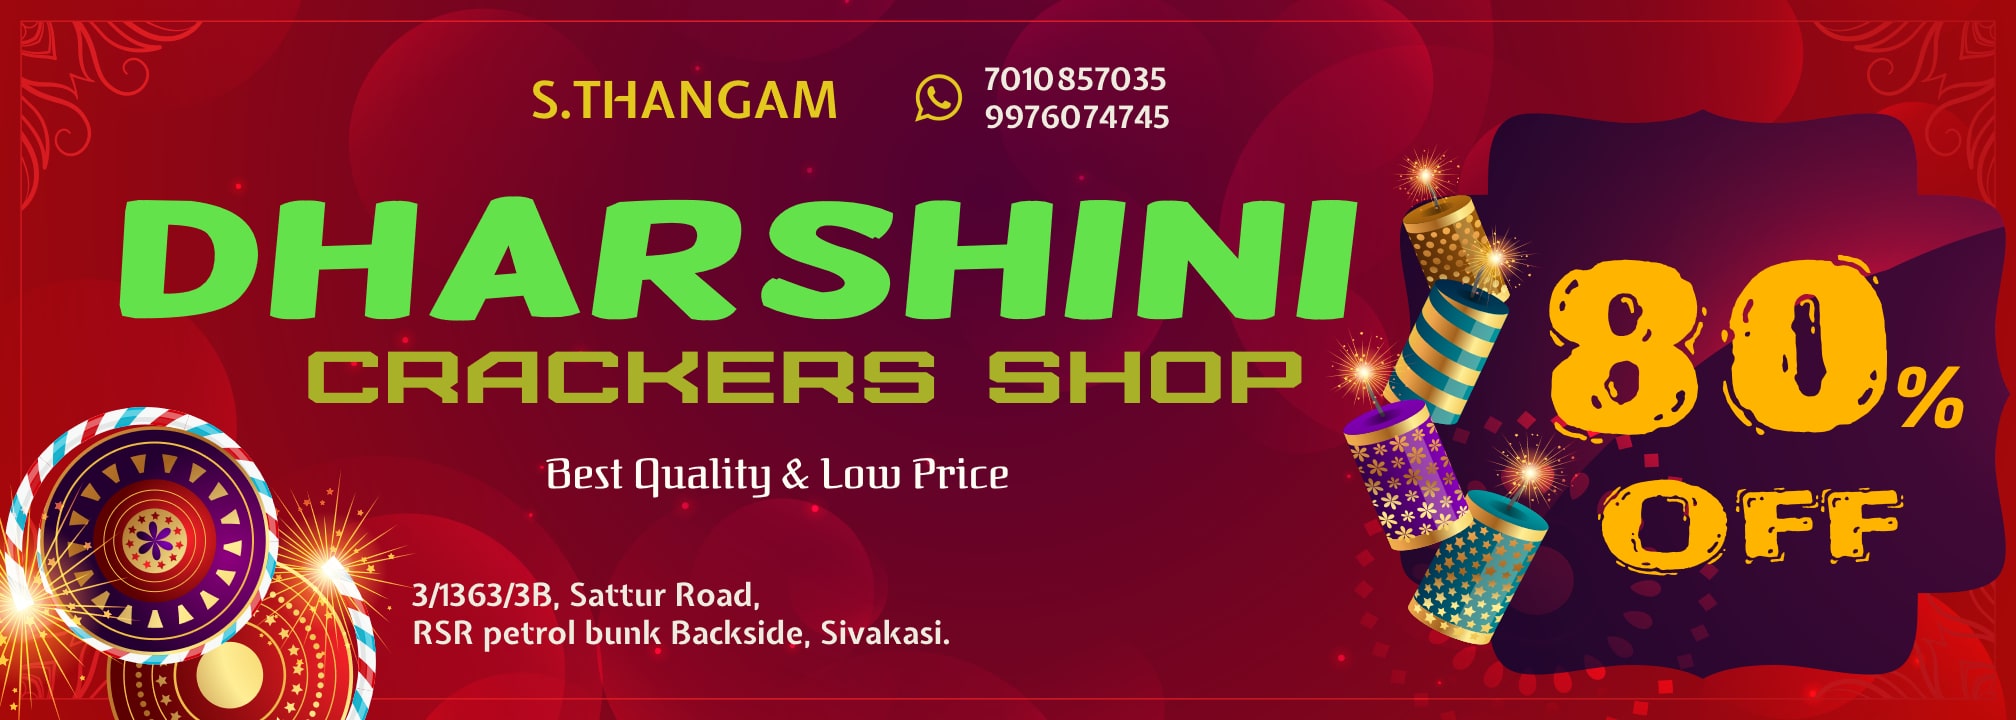 S.THANGAM
7010857035
9976074745
DHARSHINI
CRACKERS SHOP
Best Quality & Low Price
3/1363/3B, Sattur Road,
RSR petrol bunk Backside, Sivakasi.
80%
OFF